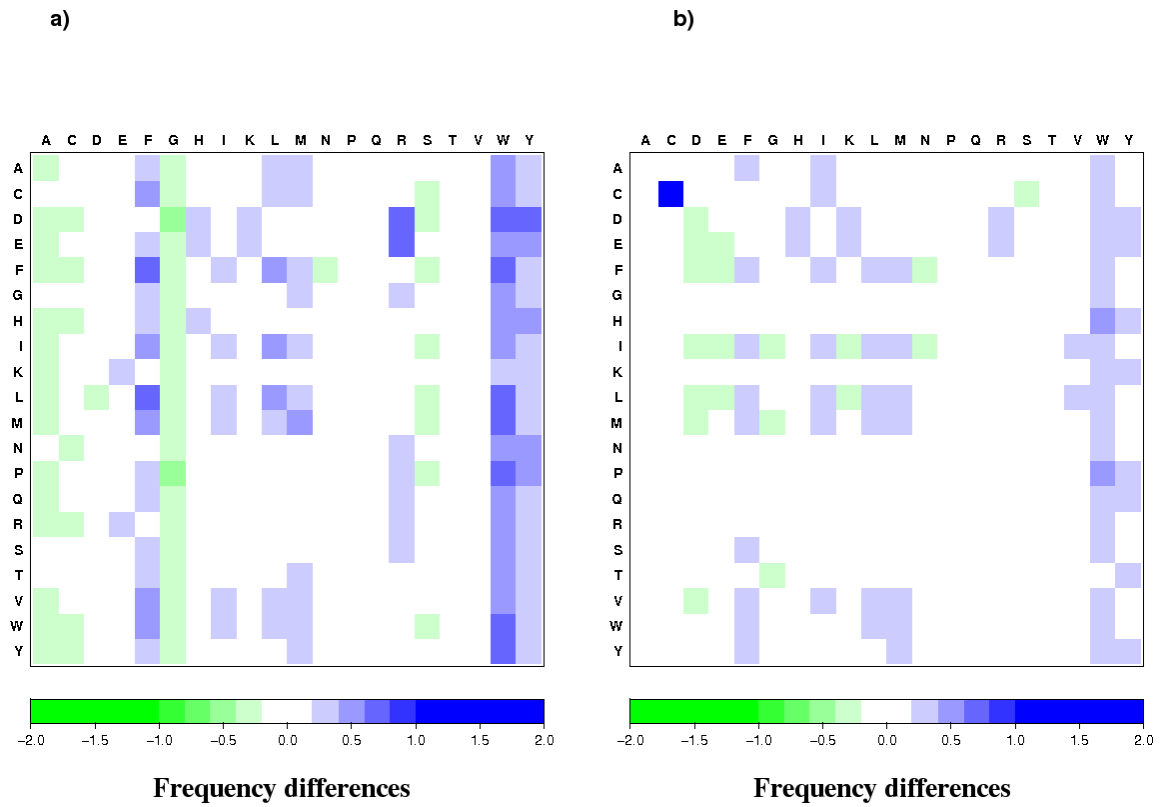 a) b)
A C D E F G H I K L M N P Q R S T V W Y A C D E F G H I K L M N P Q R S T V W Y
A A
C C
D D
E E
F F
G G
H H
I I
K K
L L
M M
N N
P P
Q Q
R R
S S
T T
V V
W W
Y Y
−2.0 −1.5 −1.0 −0.5 0.0 0.5 1.0 1.5 2.0 −2.0 −1.5 −1.0 −0.5 0.0 0.5 1.0 1.5 2.0
Frequency differences Frequency differences